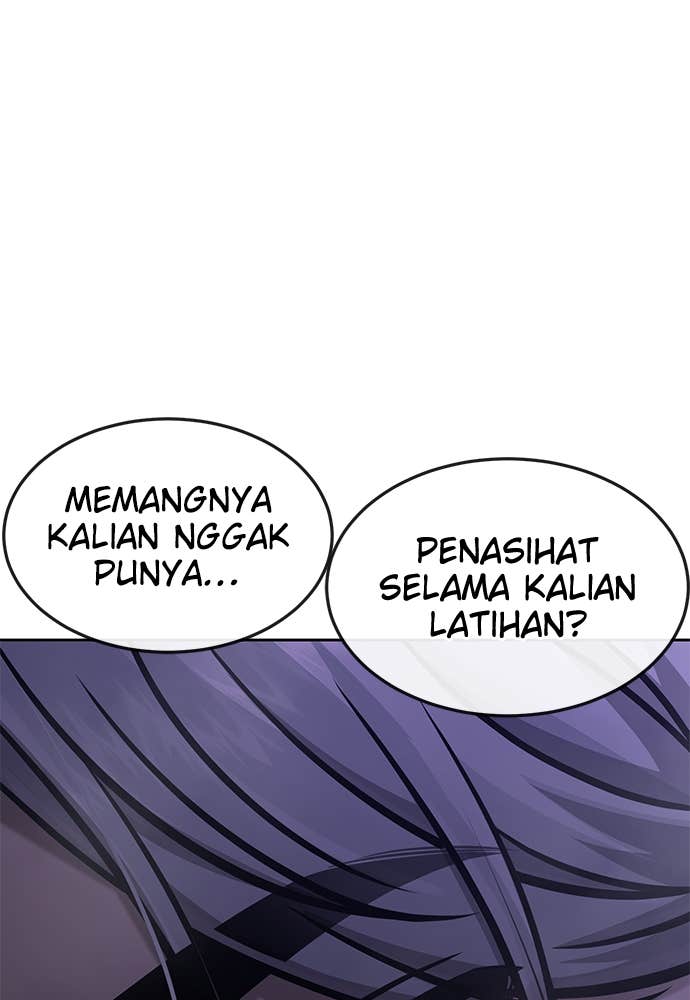 MEMANGNYA
KALIAN NGGAK
PUNYA...
PENASIHAT
SELAMA KALIAN
LATIHAN?